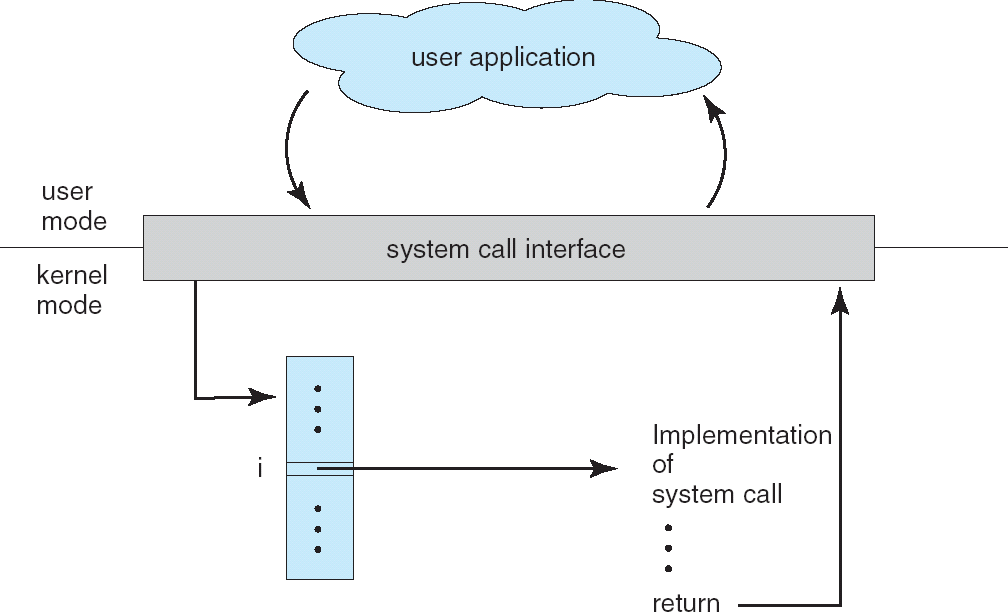 user application
user
mode
system call interface
kernel
mode
i
Implementation
of
system call
return